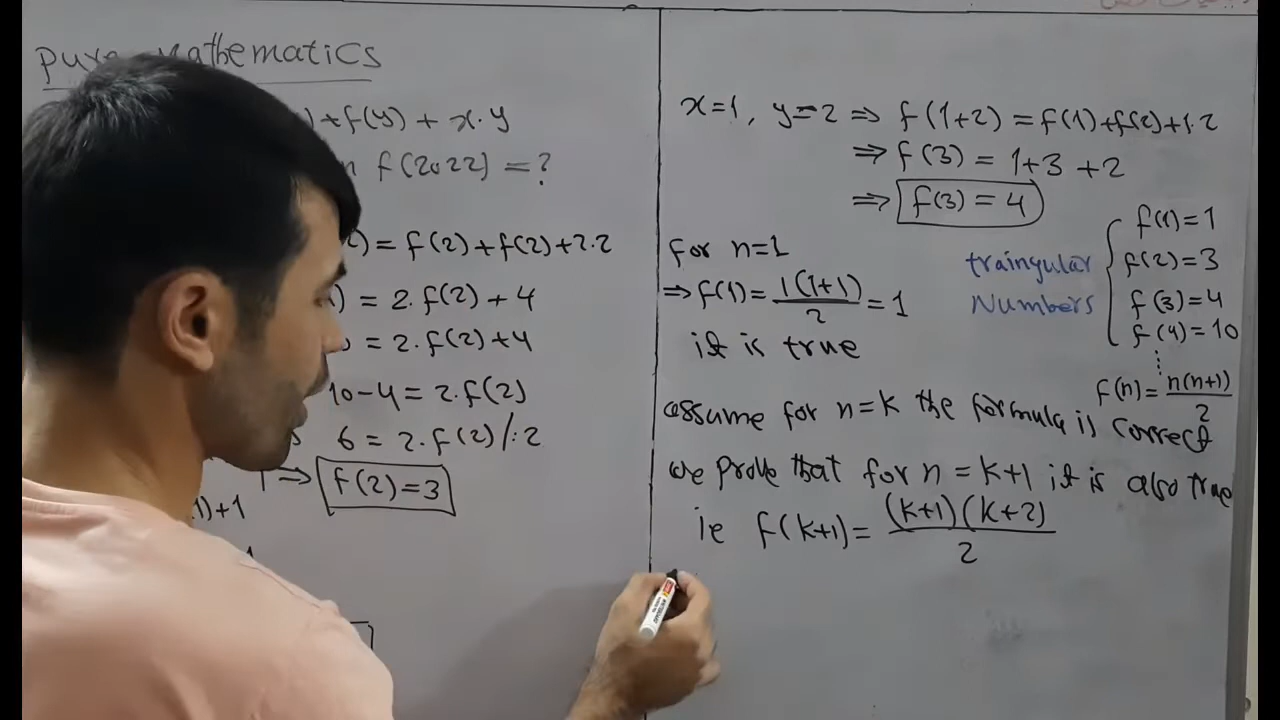 Pure Mathematics
)+f(y) + x.y
f(2022) = ?
) = f(2)+f(2)+2.2
) = 2.f(2) + 4
= 2.f(2)+4
10-4 = 2.f(2)
6 = 2.f(2) /:2
⇒ f(2)=3
)+1
x=1, y=2 ⇒ f(1+2) = f(1)+f(2)+1.2
⇒ f(3) = 1+3 +2
⇒ f(3) = 4
for n=1
⇒ f(1) = 1(1+1)/2 = 1
it is true
traingular
Numbers
f(1)=1
f(2)=3
f(3)=4
f(4)=10
⋮
f(n)= n(n+1)/2
assume for n=k the formula is correct
we prove that for n = k+1 it is also true
ie f(k+1)= (k+1)(k+2)/2